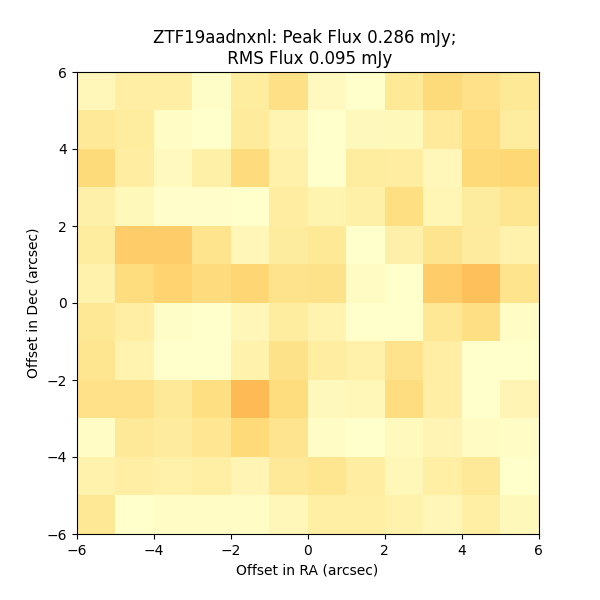 ZTF19aadnxnl: Peak Flux 0.286 mJy;
RMS Flux 0.095 mJy
6
4
2
0
−2
−4
−6
Offset in Dec (arcsec)
−6 −4 −2 0 2 4 6
Offset in RA (arcsec)